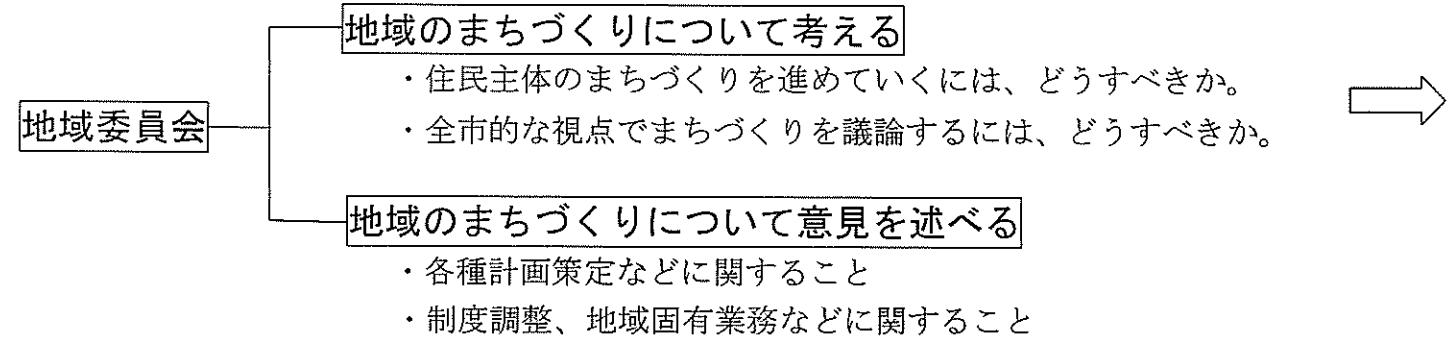 地域のまちづくりについて考える
・住民主体のまちづくりを進めていくには、どうすべきか。
地域委員会
・全市的な視点でまちづくりを議論するには、どうすべきか。
地域のまちづくりについて意見を述べる
・各種計画策定などに関すること
・制度調整、地域固有業務などに関すること